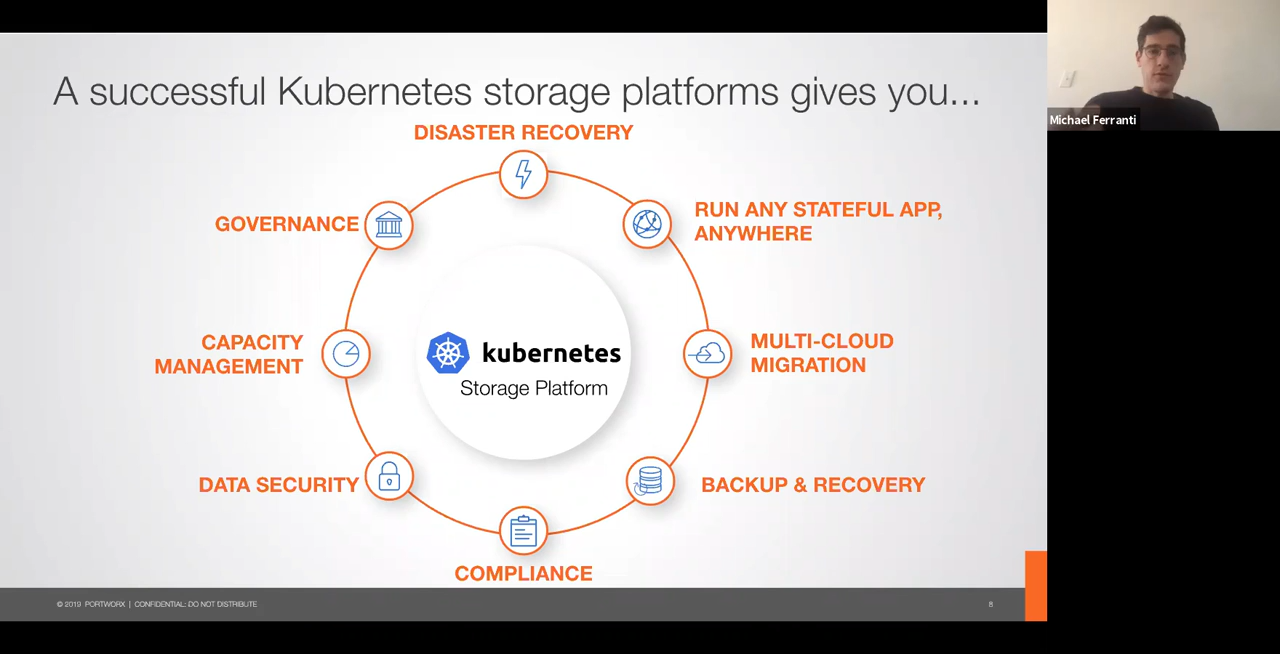 A successful Kubernetes storage platforms gives you...
DISASTER RECOVERY
RUN ANY STATEFUL APP,
ANYWHERE
MULTI-CLOUD
MIGRATION
BACKUP & RECOVERY
COMPLIANCE
DATA SECURITY
CAPACITY
MANAGEMENT
GOVERNANCE
kubernetes
Storage Platform
© 2019 PORTWORX | CONFIDENTIAL: DO NOT DISTRIBUTE
8
Michael Ferranti